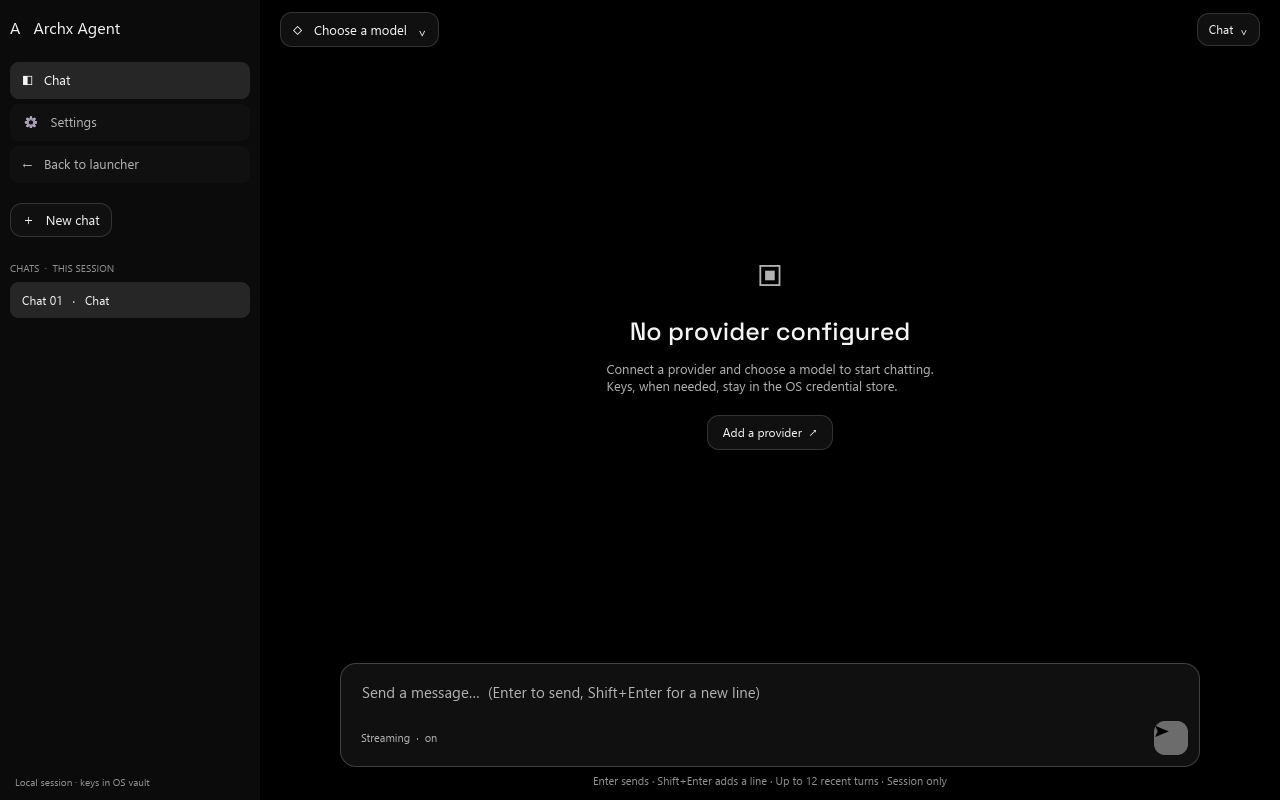 A Archx Agent
Chat
Settings
← Back to launcher
+ New chat
CHATS · THIS SESSION
Chat 01 · Chat
Local session · keys in OS vault
Choose a model
Chat
No provider configured
Connect a provider and choose a model to start chatting.
Keys, when needed, stay in the OS credential store.
Add a provider ↗
Send a message... (Enter to send, Shift+Enter for a new line)
Streaming · on
Enter sends · Shift+Enter adds a line · Up to 12 recent turns · Session only